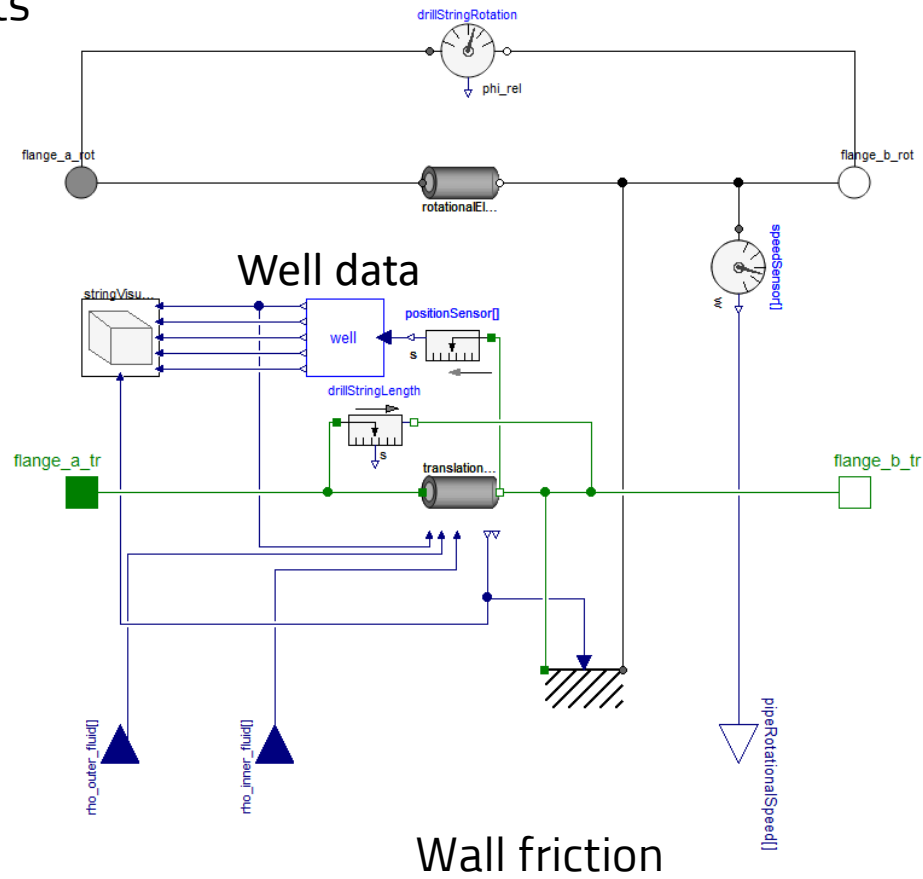 ts
drillStringRotation
phi_rel
flange_a_rot
flange_b_rot
rotationalEl...
speedSensor[]
w
Well data
stringVisu...
well
positionSensor[]
s
drillStringLength
s
flange_a_tr
translation...
flange_b_tr
rho_outer_fluid[]
rho_inner_fluid[]
pipeRotationalSpeed[]
Wall friction